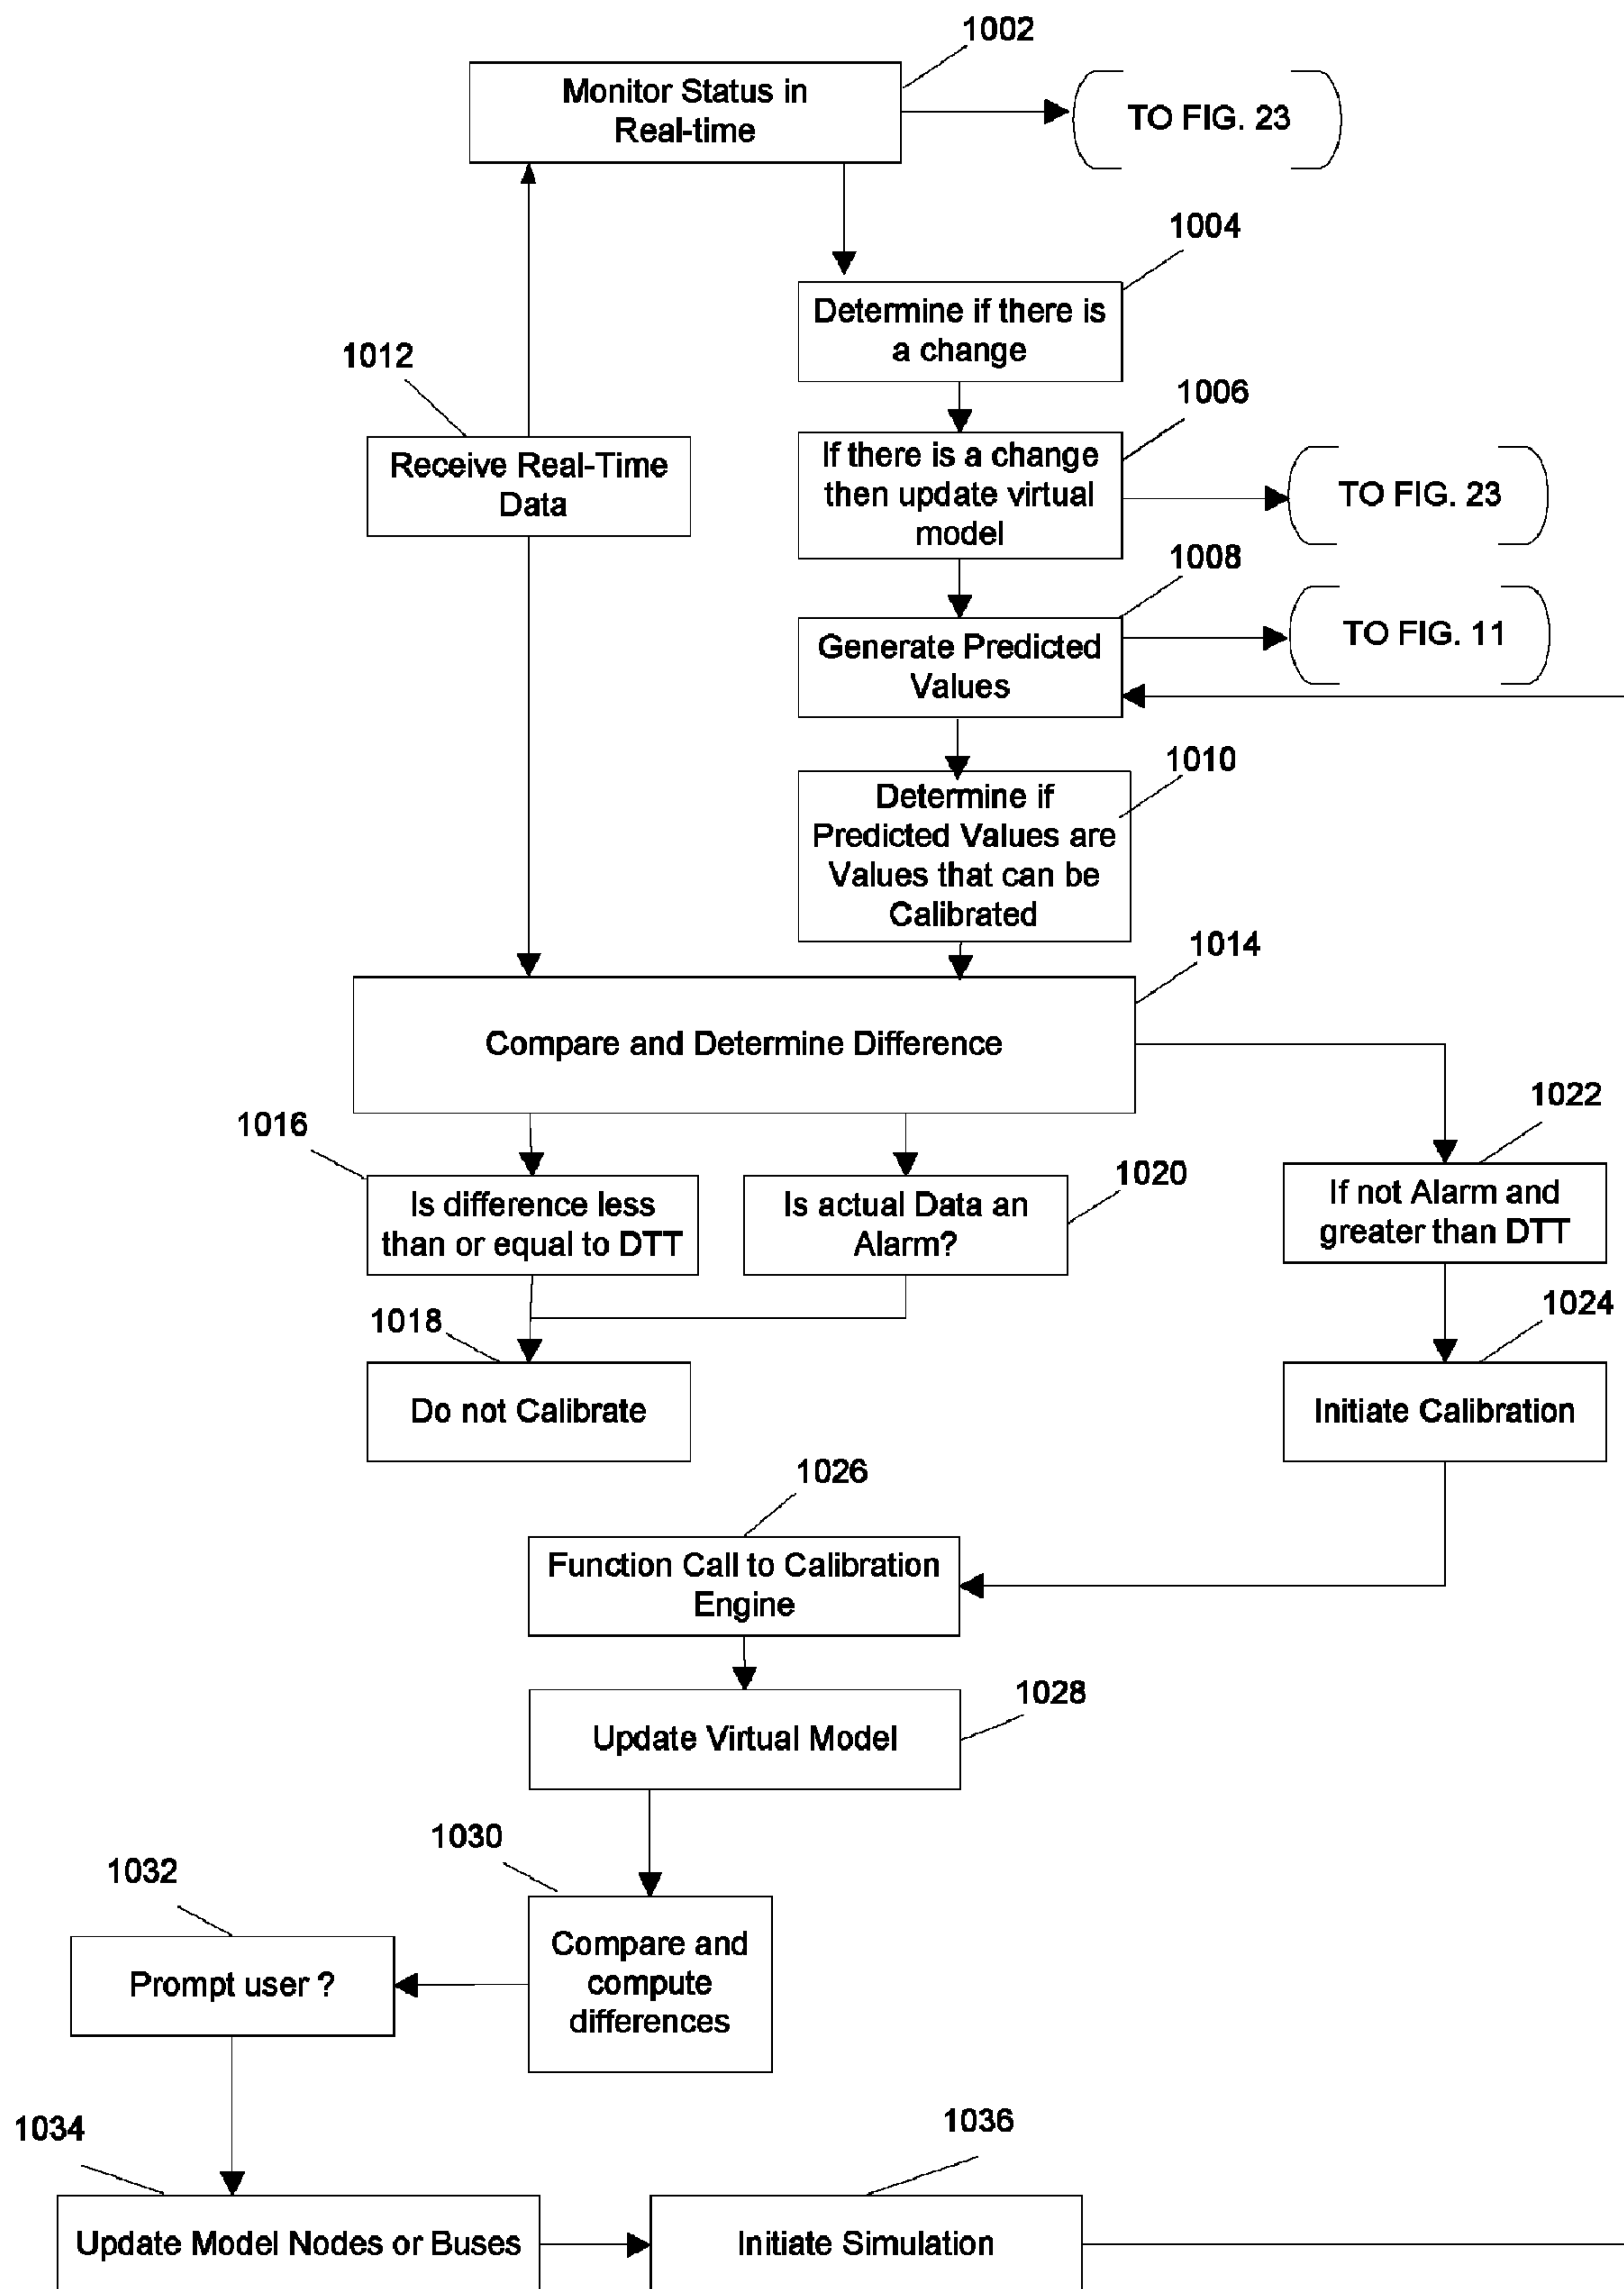 1002
Monitor Status in
Real-time
TO FIG. 23
1004
Determine if there is
a change
1012
Receive Real-Time
Data
1006
If there is a change
then update virtual
model
TO FIG. 23
1008
Generate Predicted
Values
TO FIG. 11
1010
Determine if
Predicted Values are
Values that can be
Calibrated
1014
Compare and Determine Difference
1016
Is difference less
than or equal to DTT
1020
Is actual Data an
Alarm?
1022
If not Alarm and
greater than DTT
1018
Do not Calibrate
1024
Initiate Calibration
1026
Function Call to Calibration
Engine
1028
Update Virtual Model
1030
Compare and
compute
differences
1032
Prompt user ?
1034
Update Model Nodes or Buses
1036
Initiate Simulation